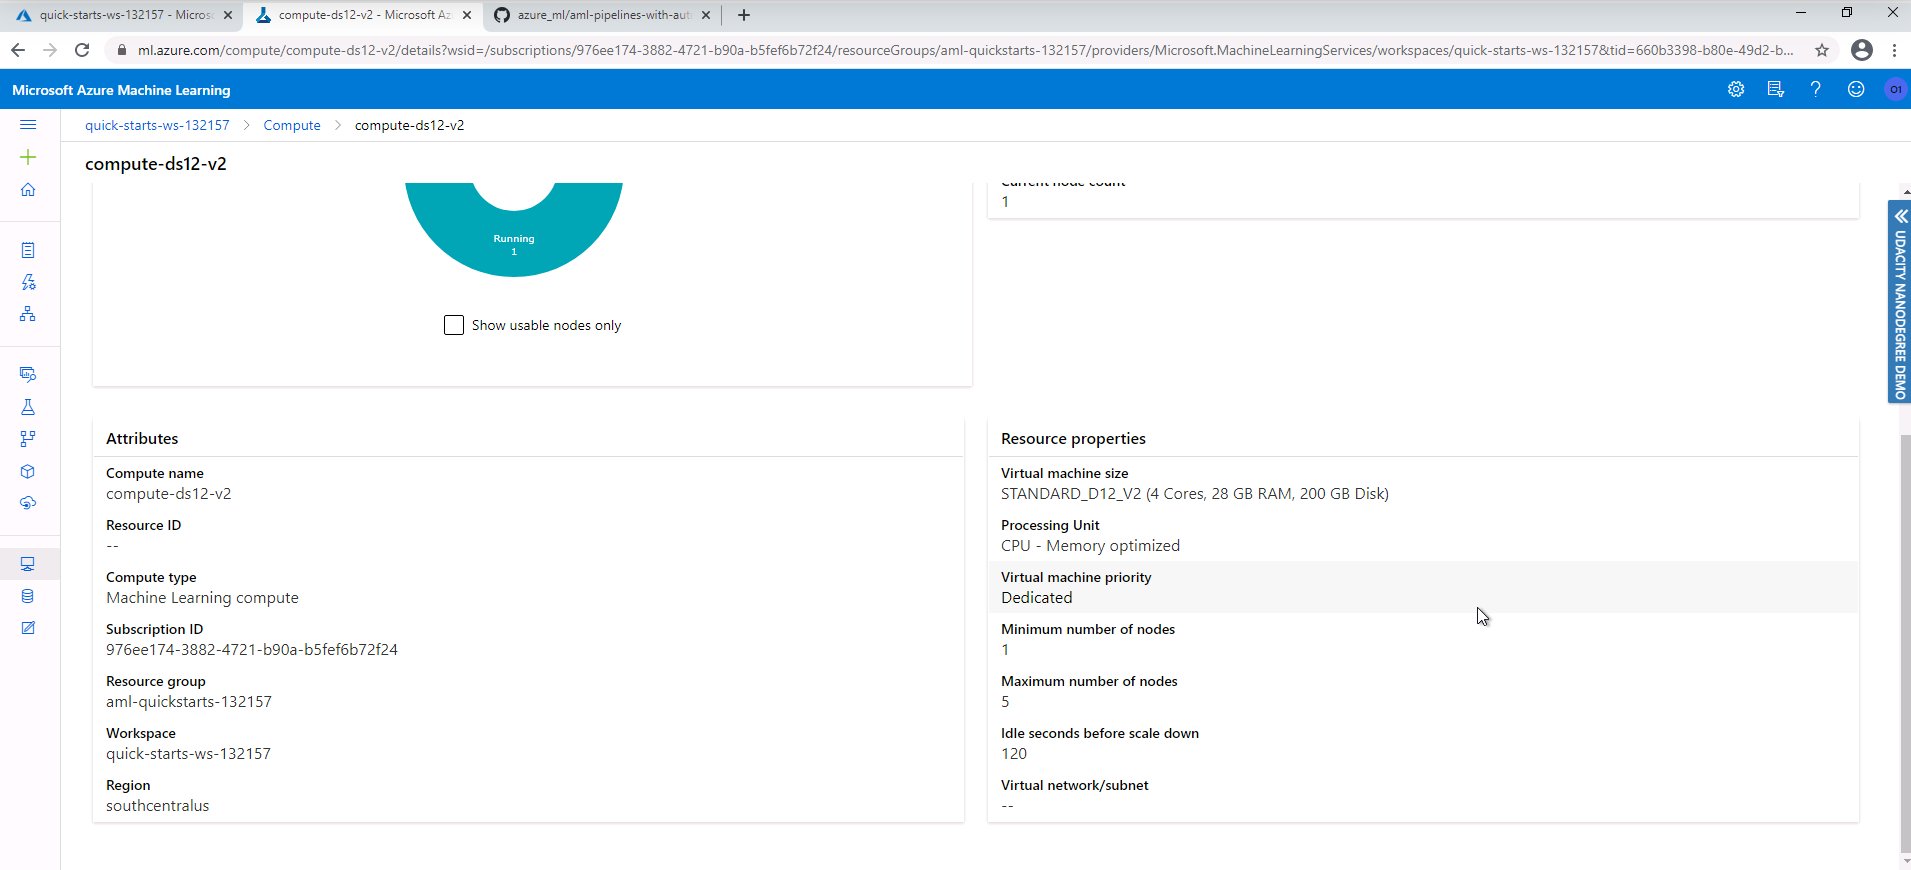 quick-starts-ws-132157 - Microso
compute-ds12-v2 - Microsoft Az
azure_ml/aml-pipelines-with-aut
ml.azure.com/compute/compute-ds12-v2/details?wsid=/subscriptions/976ee174-3882-4721-b90a-b5fef6b72f24/resourceGroups/aml-quickstarts-132157/providers/Microsoft.MachineLearningServices/workspaces/quick-starts-ws-132157&tid=660b3398-b80e-49d2-b...
Microsoft Azure Machine Learning
O1
quick-starts-ws-132157 > Compute > compute-ds12-v2
compute-ds12-v2
Running
1
Show usable nodes only
Current node count
1
UDACITY NANODEGREE DEMO
Attributes
Compute name
compute-ds12-v2
Resource ID
--
Compute type
Machine Learning compute
Subscription ID
976ee174-3882-4721-b90a-b5fef6b72f24
Resource group
aml-quickstarts-132157
Workspace
quick-starts-ws-132157
Region
southcentralus
Resource properties
Virtual machine size
STANDARD_D12_V2 (4 Cores, 28 GB RAM, 200 GB Disk)
Processing Unit
CPU - Memory optimized
Virtual machine priority
Dedicated
Minimum number of nodes
1
Maximum number of nodes
5
Idle seconds before scale down
120
Virtual network/subnet
--